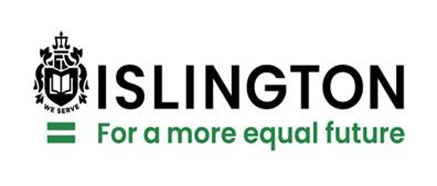 WE SERVE
ISLINGTON
For a more equal future